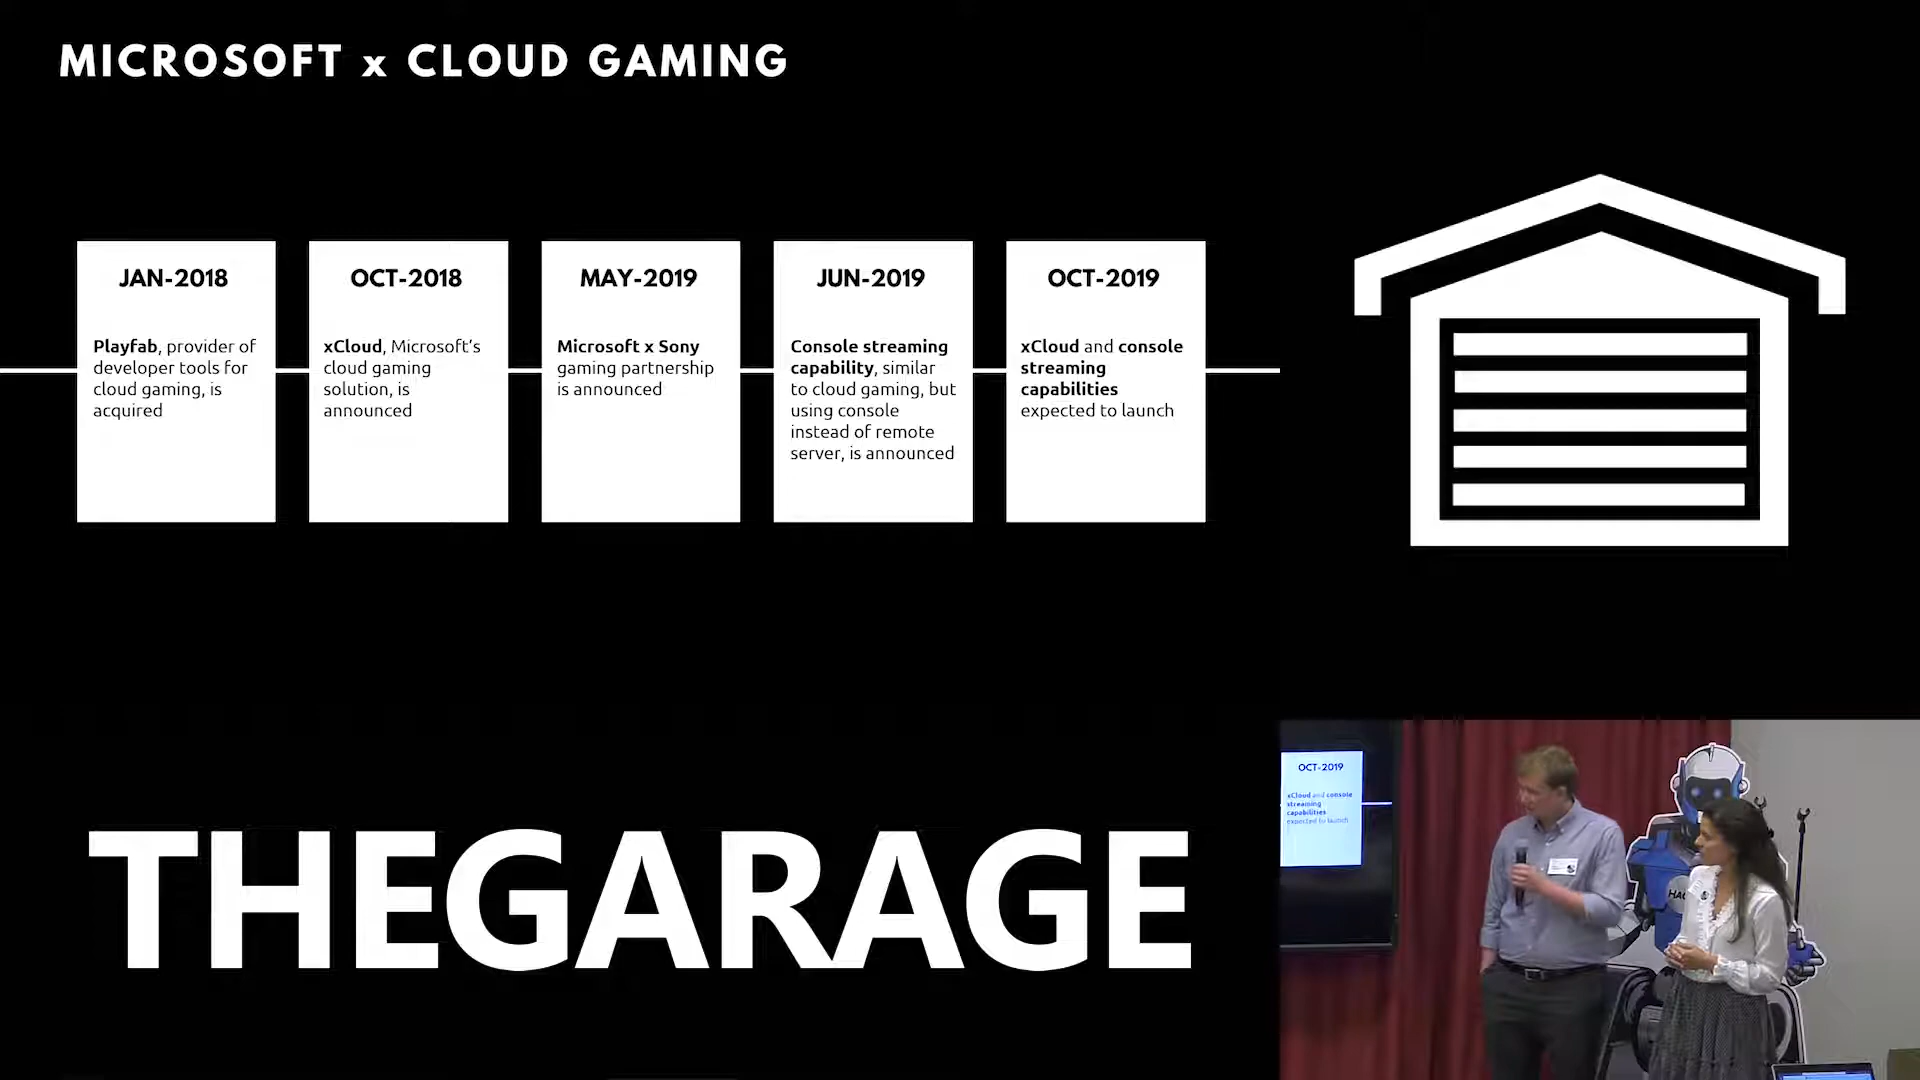 MICROSOFT x CLOUD GAMING
JAN-2018
Playfab, provider of
developer tools for
cloud gaming, is
acquired
OCT-2018
xCloud, Microsoft's
cloud gaming
solution, is
announced
MAY-2019
Microsoft x Sony
gaming partnership
is announced
JUN-2019
Console streaming
capability, similar
to cloud gaming, but
using console
instead of remote
server, is announced
OCT-2019
xCloud and console
streaming
capabilities
expected to launch
THEGARAGE
OCT-2019
xCloud and console
streaming
capabilities
expected to launch